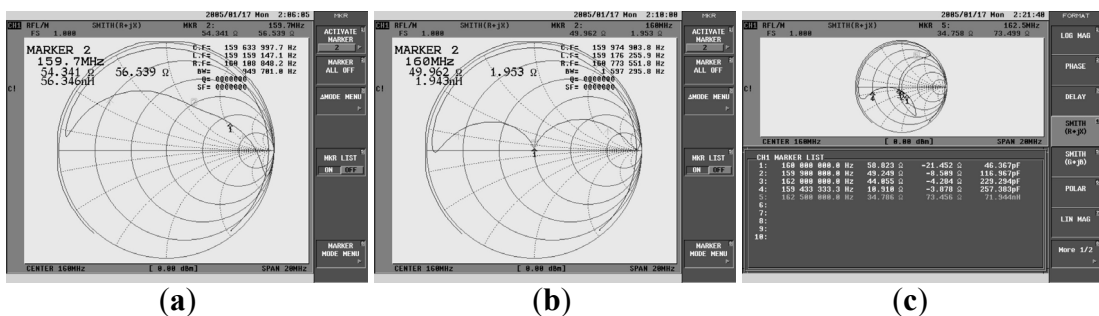 2005/01/17 Mon 2:06:05
CH1 RFL/M SMITH(R+jX) MKR 2: 159.7MHz
FS 1.000 54.341 Ω 56.539 Ω
MARKER 2
159.7MHz
54.341 Ω 56.539 Ω
56.346nH
C.F= 159 633 997.7 Hz
L.F= 159 159 147.1 Hz
R.F= 160 108 848.2 Hz
BW= 949 701.0 Hz
Q= 0000000
SF= 0000000
C!
1
CENTER 160MHz [ 0.00 dBm] SPAN 20MHz
MKR
ACTIVATE
MARKER
2
MARKER
ALL OFF
ΔMODE MENU
MKR LIST
ON OFF
MARKER
MODE MENU
(a)
2005/01/17 Mon 2:10:00
CH1 RFL/M SMITH(R+jX) MKR 2: 160MHz
FS 1.000 49.962 Ω 1.953 Ω
MARKER 2
160MHz
49.962 Ω 1.953 Ω
1.943nH
C.F= 159 974 903.8 Hz
L.F= 159 176 255.9 Hz
R.F= 160 773 551.8 Hz
BW= 1 597 295.8 Hz
Q= 0000000
SF= 0000000
C!
1
CENTER 160MHz [ 0.00 dBm] SPAN 20MHz
MKR
ACTIVATE
MARKER
2
MARKER
ALL OFF
ΔMODE MENU
MKR LIST
ON OFF
MARKER
MODE MENU
(b)
2005/01/17 Mon 2:21:40
CH1 RFL/M SMITH(R+jX) MKR 5: 162.5MHz
FS 1.000 34.758 Ω 73.499 Ω
C!
CENTER 160MHz [ 0.00 dBm] SPAN 20MHz
CH1 MARKER LIST
1: 160 000 000.0 Hz 58.823 Ω -21.452 Ω 46.367pF
2: 159 900 000.0 Hz 49.249 Ω -8.509 Ω 116.967pF
3: 162 000 000.0 Hz 44.055 Ω -4.284 Ω 229.294pF
4: 159 433 333.3 Hz 10.910 Ω -3.878 Ω 257.383pF
5: 162 500 000.0 Hz 34.786 Ω 73.456 Ω 71.944nH
6:
7:
8:
9:
10:
FORMAT
LOG MAG
PHASE
DELAY
SMITH
(R+jX)
SMITH
(G+jB)
POLAR
LIN MAG
More 1/2
(c)